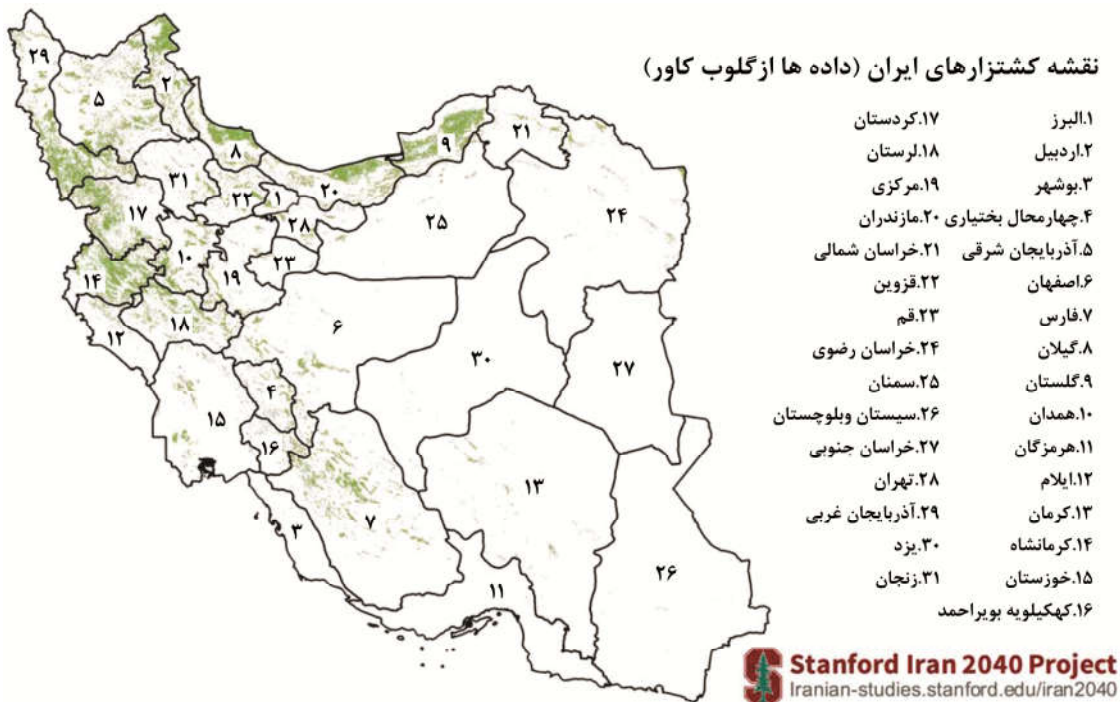 نقشه کشتزارهای ایران (داده ها ازگلوب کاور)
۱.البرز
۲.اردبیل
۳.بوشهر
۴.چهارمحال بختیاری
۵.آذربایجان شرقی
۶.اصفهان
۷.فارس
۸.گیلان
۹.گلستان
۱۰.همدان
۱۱.هرمزگان
۱۲.ایلام
۱۳.کرمان
۱۴.کرمانشاه
۱۵.خوزستان
۱۶.کهکیلویه بویراحمد
۱۷.کردستان
۱۸.لرستان
۱۹.مرکزی
۲۰.مازندران
۲۱.خراسان شمالی
۲۲.قزوین
۲۳.قم
۲۴.خراسان رضوی
۲۵.سمنان
۲۶.سیستان وبلوچستان
۲۷.خراسان جنوبی
۲۸.تهران
۲۹.آذربایجان غربی
۳۰.یزد
۳۱.زنجان
۲۹
۵
۲
۸
۹
۲۱
۳۱
۲۲
۱
۲۰
۱۷
۲۸
۲۵
۲۴
۱۰
۲۳
۱۴
۱۹
۱۲
۱۸
۶
۳۰
۲۷
۴
۱۵
۱۶
۱۳
۷
۳
۱۱
۲۶
Stanford Iran 2040 Project
Iranian-studies.stanford.edu/iran2040